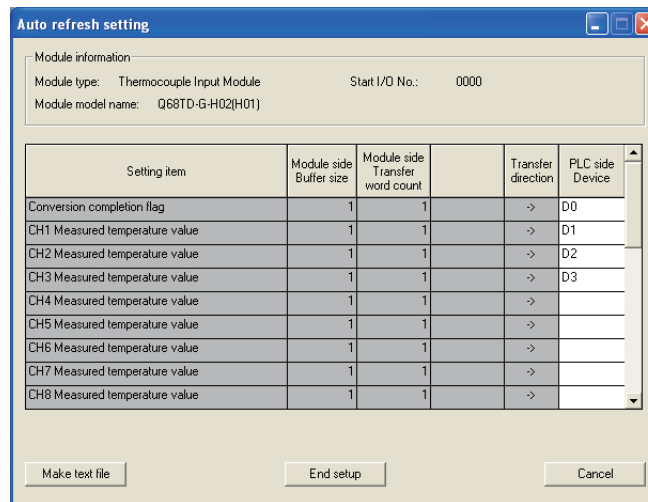 Auto refresh setting
Module information
Module type: Thermocouple Input Module Start I/O No.: 0000
Module model name: Q68TD-G-H02(H01)
Setting item Module side Buffer size Module side Transfer word count Transfer direction PLC side Device
Conversion completion flag 1 1 -> D0
CH1 Measured temperature value 1 1 -> D1
CH2 Measured temperature value 1 1 -> D2
CH3 Measured temperature value 1 1 -> D3
CH4 Measured temperature value 1 1 ->
CH5 Measured temperature value 1 1 ->
CH6 Measured temperature value 1 1 ->
CH7 Measured temperature value 1 1 ->
CH8 Measured temperature value 1 1 ->
Make text file End setup Cancel